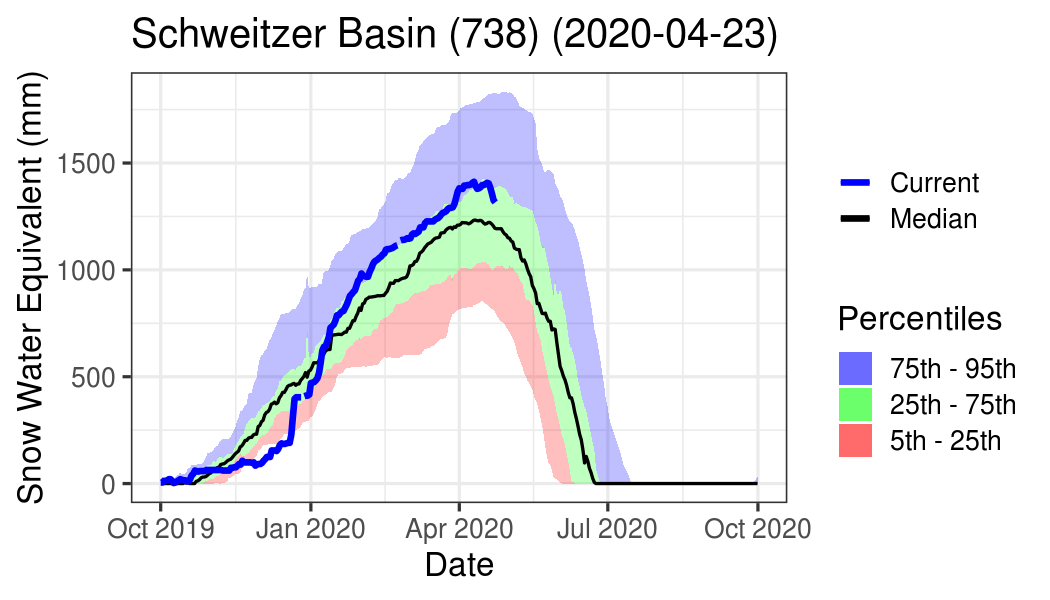 Schweitzer Basin (738) (2020-04-23)
Snow Water Equivalent (mm)
1500
1000
500
0
Oct 2019
Jan 2020
Apr 2020
Jul 2020
Oct 2020
Date
Current
Median
Percentiles
75th - 95th
25th - 75th
5th - 25th